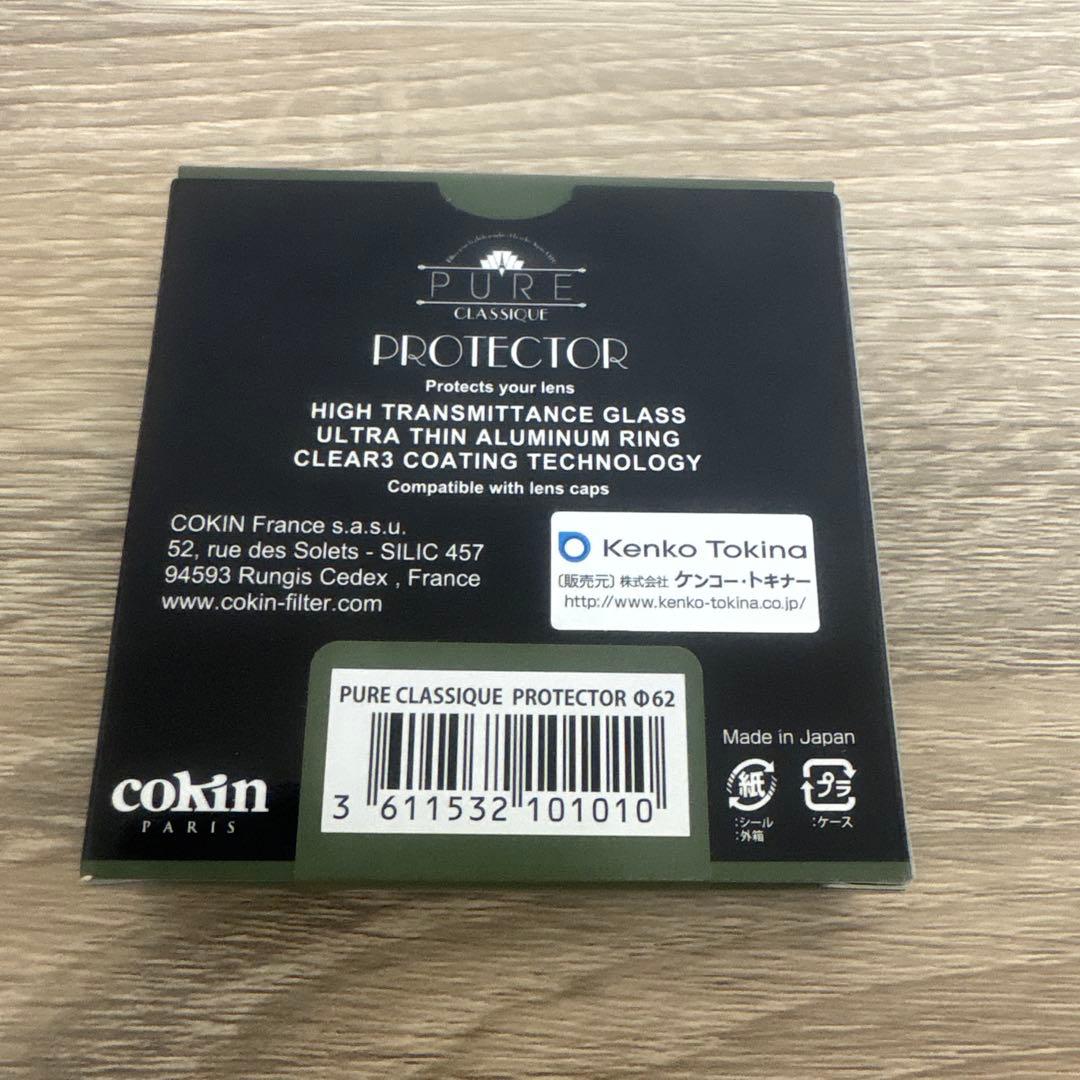 PURE
CLASSIQUE
PROTECTOR
Protects your lens
HIGH TRANSMITTANCE GLASS
ULTRA THIN ALUMINUM RING
CLEAR3 COATING TECHNOLOGY
Compatible with lens caps
COKIN France s.a.s.u.
52, rue des Solets - SILIC 457
94593 Rungis Cedex , France
www.cokin-filter.com
Kenko Tokina
〔販売元〕株式会社 ケンコー・トキナー
http://www.kenko-tokina.co.jp/
PURE CLASSIQUE PROTECTOR Φ62
3 611532 101010
cokin
PARIS
Made in Japan
紙
:シール
:外箱
プラ
:ケース